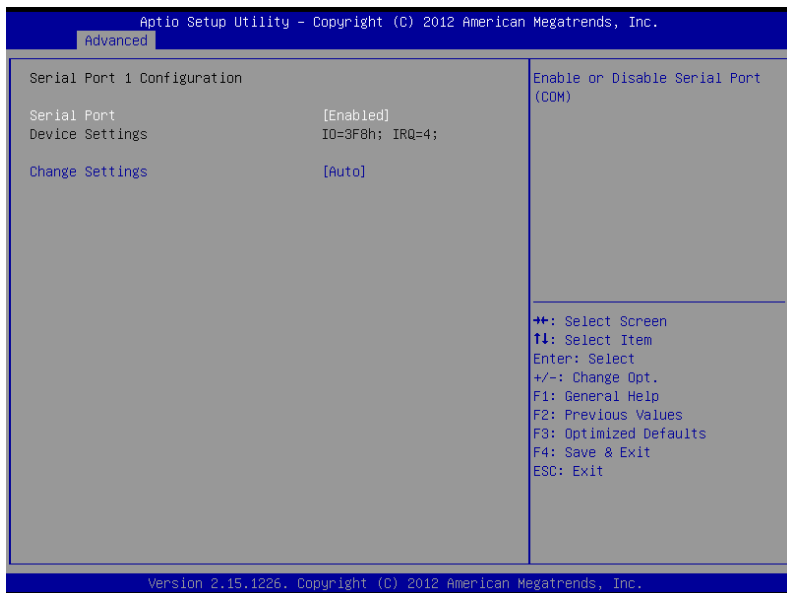 Aptio Setup Utility – Copyright (C) 2012 American Megatrends, Inc.
Advanced
Serial Port 1 Configuration
Serial Port [Enabled]
Device Settings IO=3F8h; IRQ=4;
Change Settings [Auto]
Enable or Disable Serial Port
(COM)
→←: Select Screen
↑↓: Select Item
Enter: Select
+/-: Change Opt.
F1: General Help
F2: Previous Values
F3: Optimized Defaults
F4: Save & Exit
ESC: Exit
Version 2.15.1226. Copyright (C) 2012 American Megatrends, Inc.